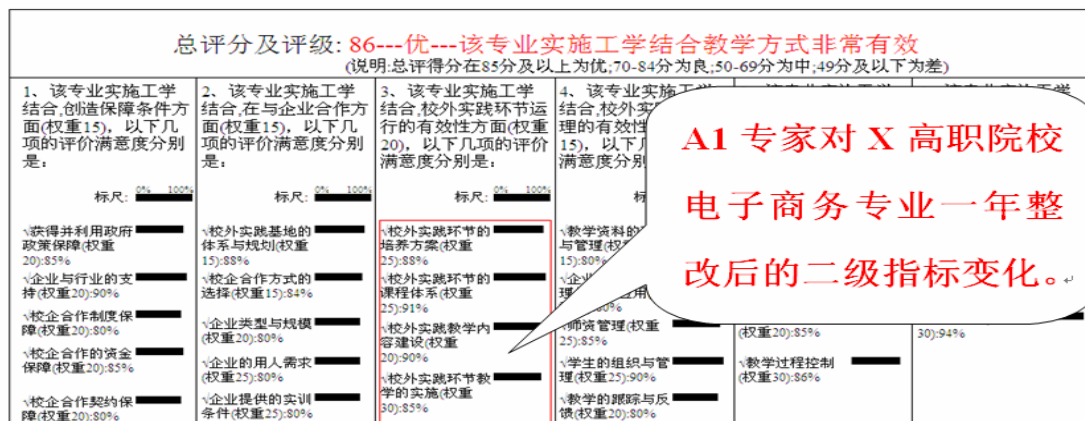 总评分及评级: 86---优---该专业实施工学结合教学方式非常有效
(说明:总评得分在85分及以上为优;70-84分为良;50-69分为中;49分及以下为差)
1、该专业实施工学
结合,创造保障条件方
面(权重15)，以下几
项的评价满意度分别
是：
标尺: 0% 100%
√获得并利用政府
政策保障(权重
20):85%
√企业与行业的支
持(权重20):90%
√校企合作制度保
障(权重20):80%
√校企合作的资金
保障(权重20):85%
√校企合作契约保
障(权重20):80%
2、该专业实施工学
结合,在与企业合作方
面(权重15)，以下几
项的评价满意度分别
是：
标尺: 0% 100%
√校外实践基地的
体系与规划(权重
15):88%
√校企合作方式的
选择(权重15):84%
√企业类型与规模
(权重20):80%
√企业的用人需求
(权重25):80%
√企业提供的实训
条件(权重25):80%
3、该专业实施工学
结合,校外实践环节运
行的有效性方面(权重
20)，以下几项的评价
满意度分别是：
标尺: 0% 100%
√校外实践环节的
培养方案(权重
25):88%
√校外实践环节的
课程体系(权重
25):91%
√校外实践教学内
容建设(权重
20):90%
√校外实践环节教
学的实施(权重
30):85%
4、该专业实施工学
结合,校外实
理的有效性
15)，以下几
满意度分别
标
√教学资料的
与管理(权
15):80%
√企业
理
师资管理(权重
25):85%
√学生的组织与管
理(权重25):90%
√教学的跟踪与反
馈(权重20):80%
(权重20):85%
√教学过程控制
(权重30):86%
30):94%
A1 专家对 X 高职院校
电子商务专业一年整
改后的二级指标变化。